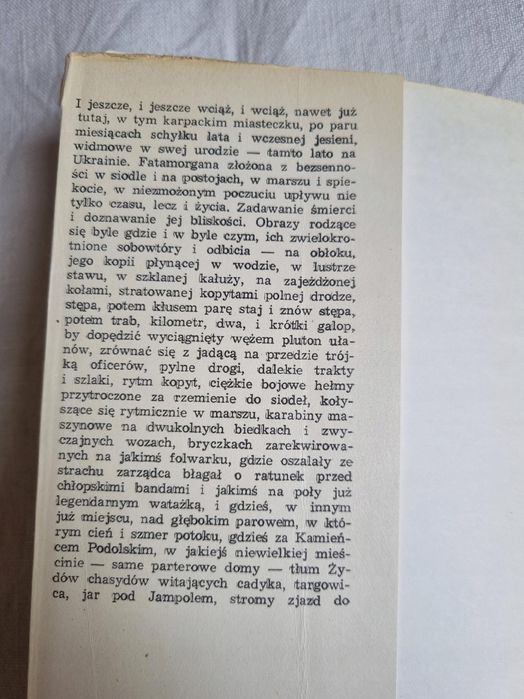 I jeszcze, i jeszcze wciąż, i wciąż, nawet już
tutaj, w tym karpackim miasteczku, po paru
miesiącach schyłku lata i wczesnej jesieni,
widmowe w swej urodzie — tamto lato na
Ukrainie. Fatamorgana złożona z bezsenno-
ści w siodle i na postojach, w marszu i spie-
kocie, w niezmożonym poczuciu upływu nie
tylko czasu, lecz i życia. Zadawanie śmierci
i doznawanie jej bliskości. Obrazy rodzące
się byle gdzie i w byle czym, ich zwielokro-
tnione sobowtóry i odbicia — na obłoku,
jego kopii płynącej w wodzie, w lustrze
stawu, w szklanej kałuży, na zajeżdżonej
kołami, stratowanej kopytami polnej drodze,
stępa, potem kłusem parę staj i znów stępa,
potem trab, kilometr, dwa, i krótki galop,
by dopędzić wyciągnięty wężem pluton uła-
nów, zrównać się z jadącą na przedzie trój-
ką oficerów, pylne drogi, dalekie trakty
i szlaki, rytm kopyt, ciężkie bojowe hełmy
przytroczone za rzemienie do siodeł, koły-
szące się rytmicznie w marszu, karabiny ma-
szynowe na dwukolnych biedkach i zwy-
czajnych wozach, bryczkach zarekwirowa-
nych na jakimś folwarku, gdzie oszalały ze
strachu zarządca błagał o ratunek przed
chłopskimi bandami i jakimś na poły już
legendarnym watażką, i gdzieś, w innym
już miejscu, nad głębokim parowem, w któ-
rym cień i szmer potoku, gdzieś za Kamień-
cem Podolskim, w jakiejś niewielkiej mieś-
cinie — same parterowe domy — tłum Ży-
dów chasydów witających cadyka, targowi-
ca, jar pod Jampolem, stromy zjazd do